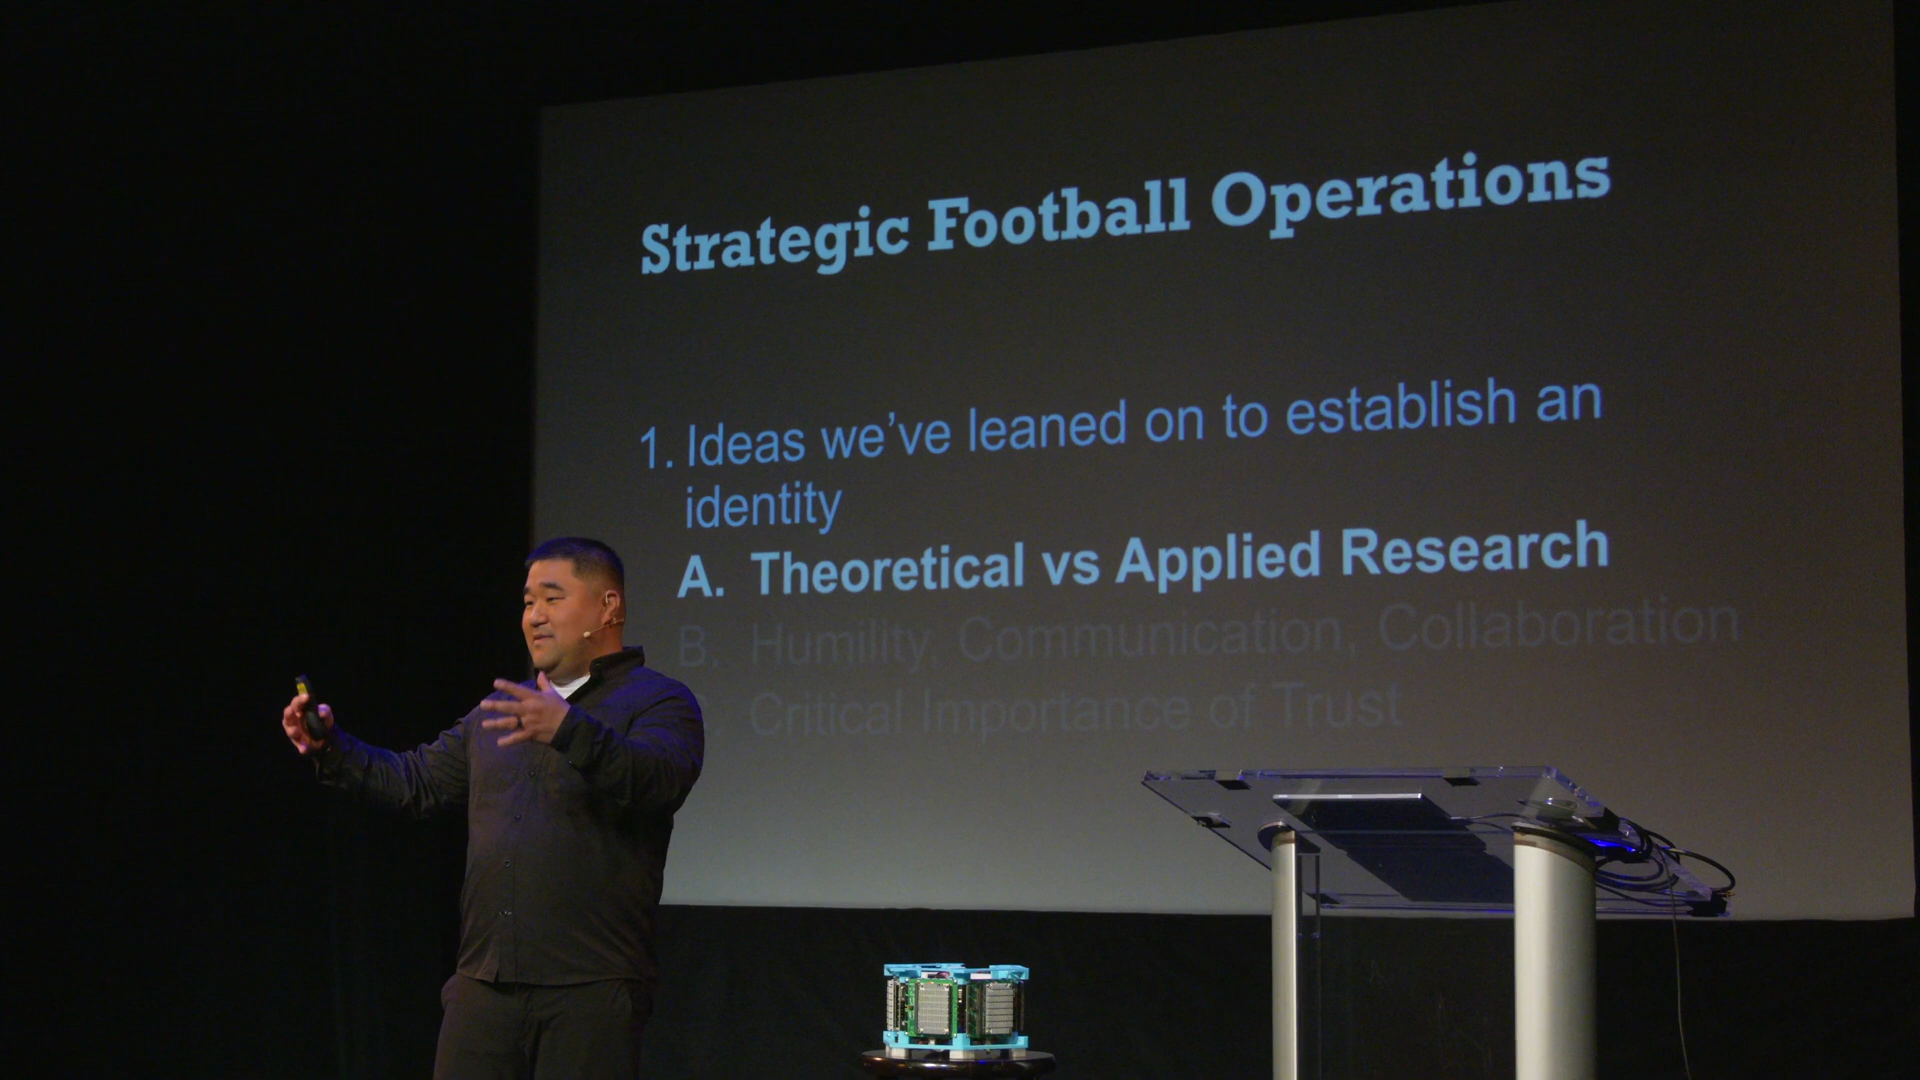 Strategic Football Operations
1. Ideas we've leaned on to establish an
identity
A. Theoretical vs Applied Research
B. Humility, Communication, Collaboration
Critical Importance of Trust